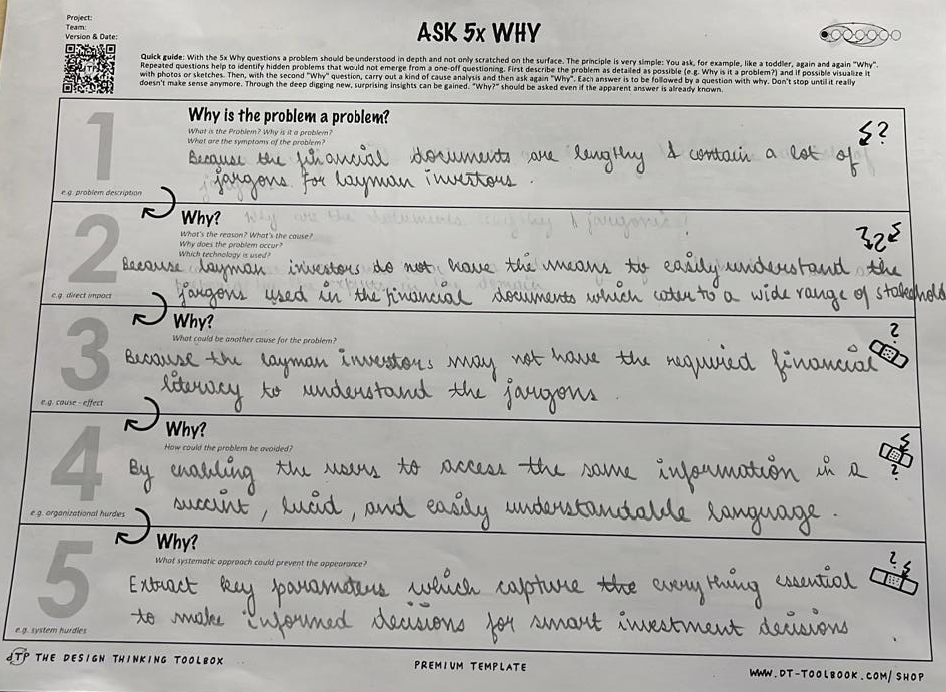 Project:
Team:
Version & Date:
ASK 5x WHY
Quick guide: With the 5x Why questions a problem should be understood in depth and not only scratched on the surface. The principle is very simple: You ask, for example, like a toddler, again and again "Why".
Repeated questions help to identify hidden problems that would not emerge from a one-off questioning. First describe the problem as detailed as possible (e.g. Why is it a problem?) and if possible visualize it
with photos or sketches. Then, with the second "Why" question, carry out a kind of cause analysis and then ask again "Why". Each answer is to be followed by a question with why. Don't stop until it really
doesn't make sense anymore. Through the deep digging new, surprising insights can be gained. "Why?" should be asked even if the apparent answer is already known.
1
Why is the problem a problem?
What is the Problem? Why is it a problem?
What are the symptoms of the problem?
?
Because the financial documents are lengthy & contain a lot of
jargons for layman investors.
e.g. problem description
2
Why? Why are the documents lengthy & jargonic?
What's the reason? What's the cause?
Why does the problem occur?
Which technology is used?
Because layman investors do not have the means to easily understand the
jargons used in the financial documents which cater to a wide range of stakehold
e.g. direct impact
3
Why?
What could be another cause for the problem?
?
Because the layman investors may not have the required financial
literacy to understand the jargons.
e.g. cause - effect
4
Why?
How could the problem be avoided?
?
By enabling the users to access the same information in a
succint, lucid, and easily understandable language.
e.g. organizational hurdles
5
Why?
What systematic approach could prevent the appearance?
?
Extract key parameters which capture the everything essential
to make informed decisions for smart investment decisions
e.g. system hurdles
dTP THE DESIGN THINKING TOOLBOX
PREMIUM TEMPLATE
WWW.DT-TOOLBOOK.COM/SHOP